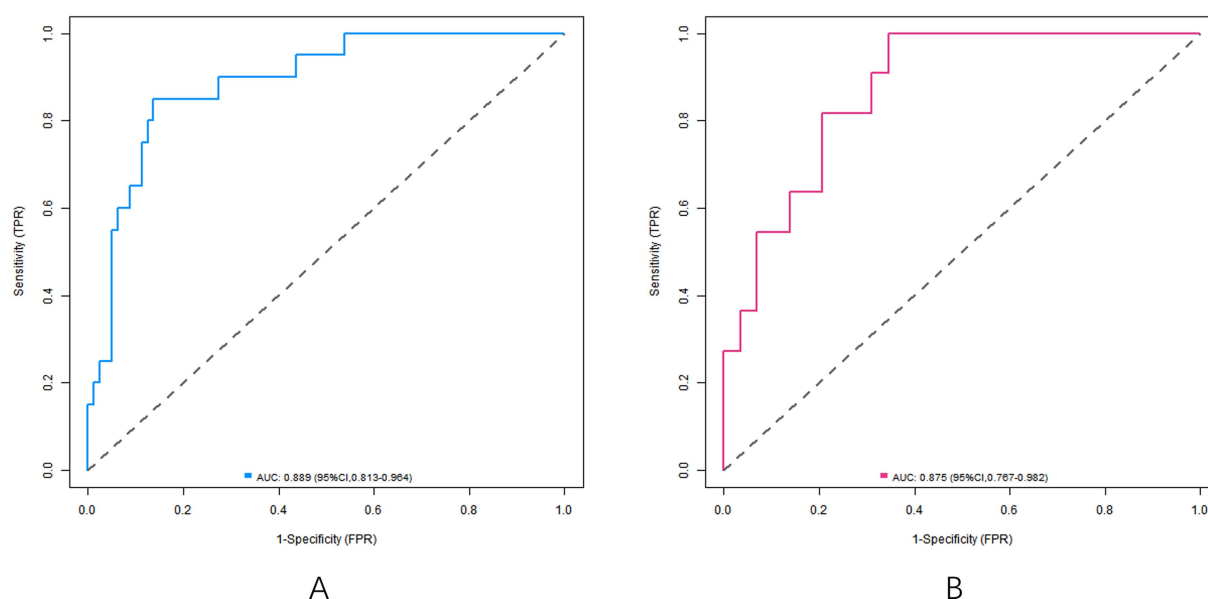 1.0
0.8
0.6
0.4
0.2
0.0
Sensitivity (TPR)
AUC: 0.889 (95%CI,0.813-0.964)
0.0 0.2 0.4 0.6 0.8 1.0
1-Specificity (FPR)
A
1.0
0.8
0.6
0.4
0.2
0.0
Sensitivity (TPR)
AUC: 0.875 (95%CI,0.767-0.982)
0.0 0.2 0.4 0.6 0.8 1.0
1-Specificity (FPR)
B